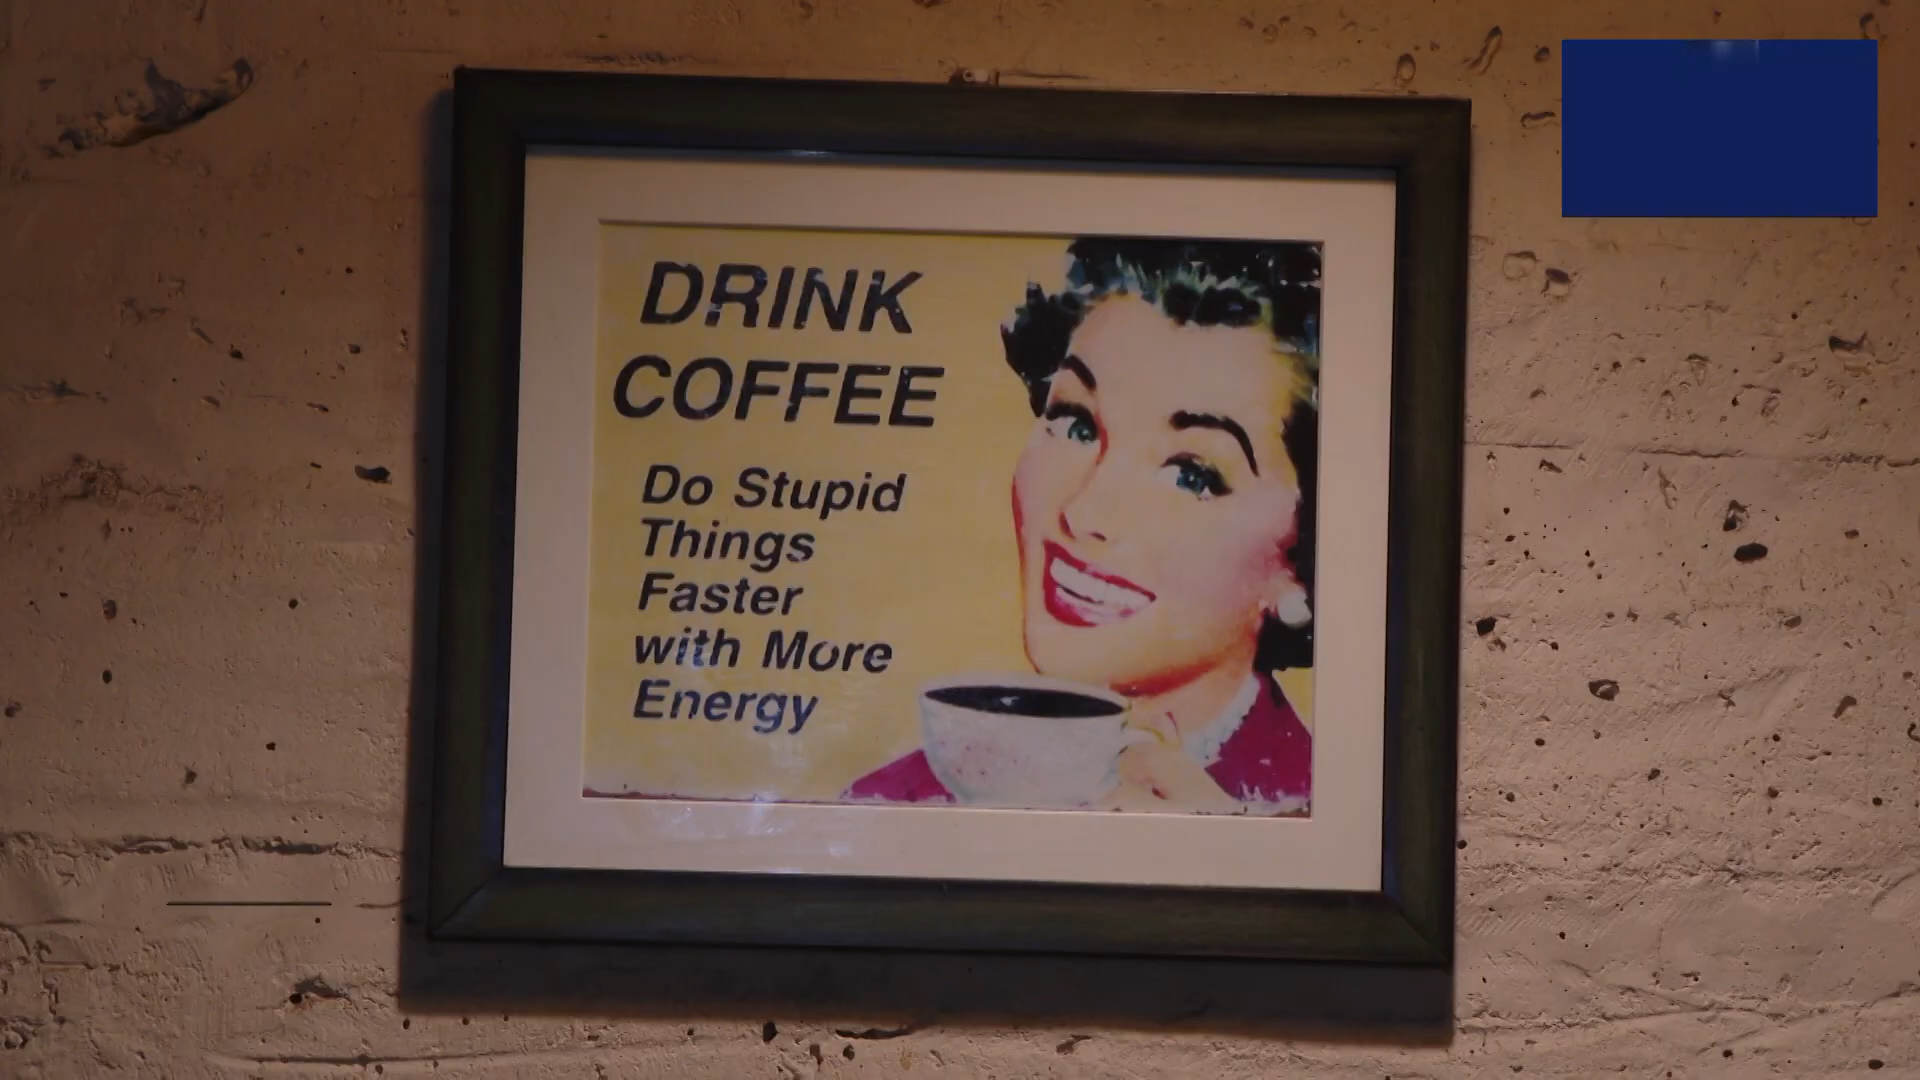 DRINK
COFFEE
Do Stupid
Things
Faster
with More
Energy